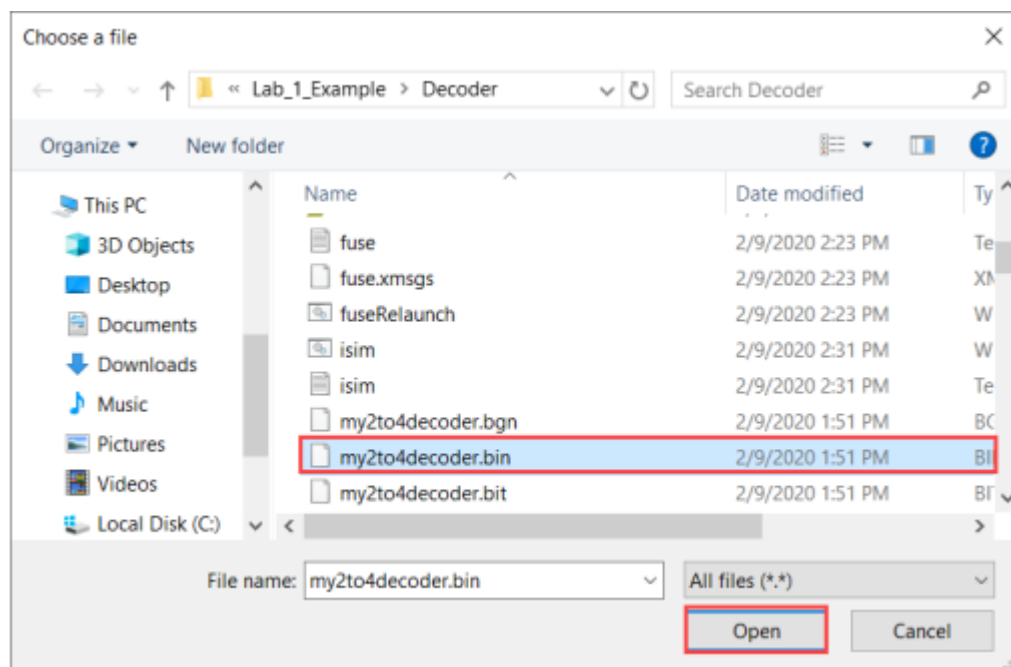 Choose a file
« Lab_1_Example > Decoder
Search Decoder
Organize
New folder
This PC
3D Objects
Desktop
Documents
Downloads
Music
Pictures
Videos
Local Disk (C:)
Name Date modified Ty
fuse 2/9/2020 2:23 PM Te
fuse.xmsgs 2/9/2020 2:23 PM XN
fuseRelaunch 2/9/2020 2:23 PM W
isim 2/9/2020 2:31 PM W
isim 2/9/2020 2:31 PM Te
my2to4decoder.bgn 2/9/2020 1:51 PM
my2to4decoder.bin 2/9/2020 1:51 PM
my2to4decoder.bit 2/9/2020 1:51 PM
File name: my2to4decoder.bin
All files (*.*)
Open
Cancel